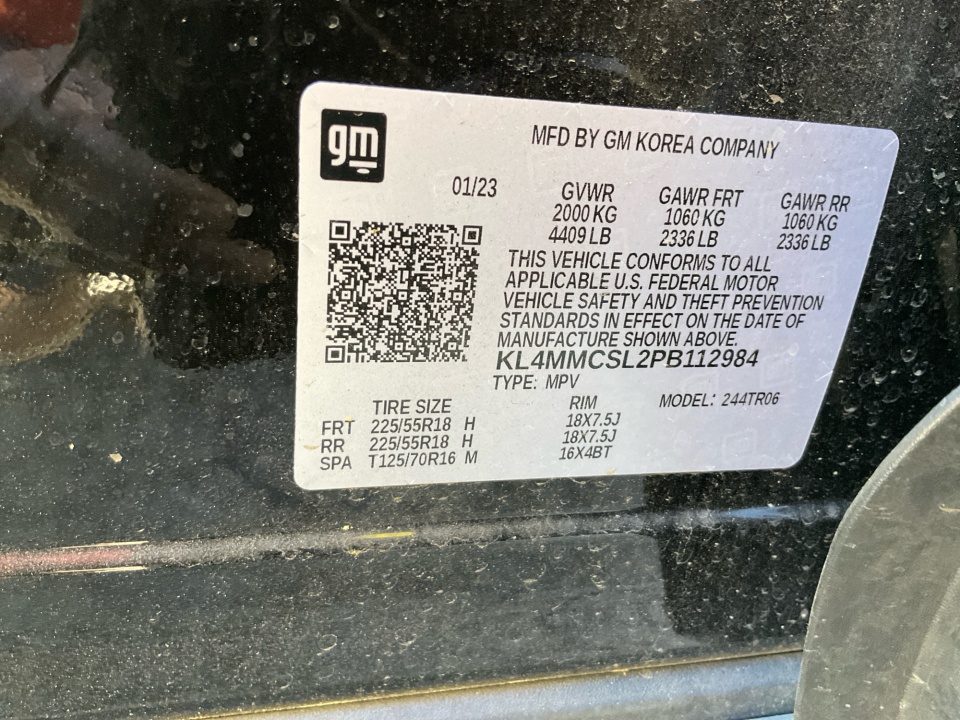 gm
MFD BY GM KOREA COMPANY
01/23 GVWR GAWR FRT GAWR RR
2000 KG 1060 KG 1060 KG
4409 LB 2336 LB 2336 LB
THIS VEHICLE CONFORMS TO ALL
APPLICABLE U.S. FEDERAL MOTOR
VEHICLE SAFETY AND THEFT PREVENTION
STANDARDS IN EFFECT ON THE DATE OF
MANUFACTURE SHOWN ABOVE.
KL4MMCSL2PB112984
TYPE: MPV
TIRE SIZE RIM MODEL: 244TR06
FRT 225/55R18 H 18X7.5J
RR 225/55R18 H 18X7.5J
SPA T125/70R16 M 16X4BT